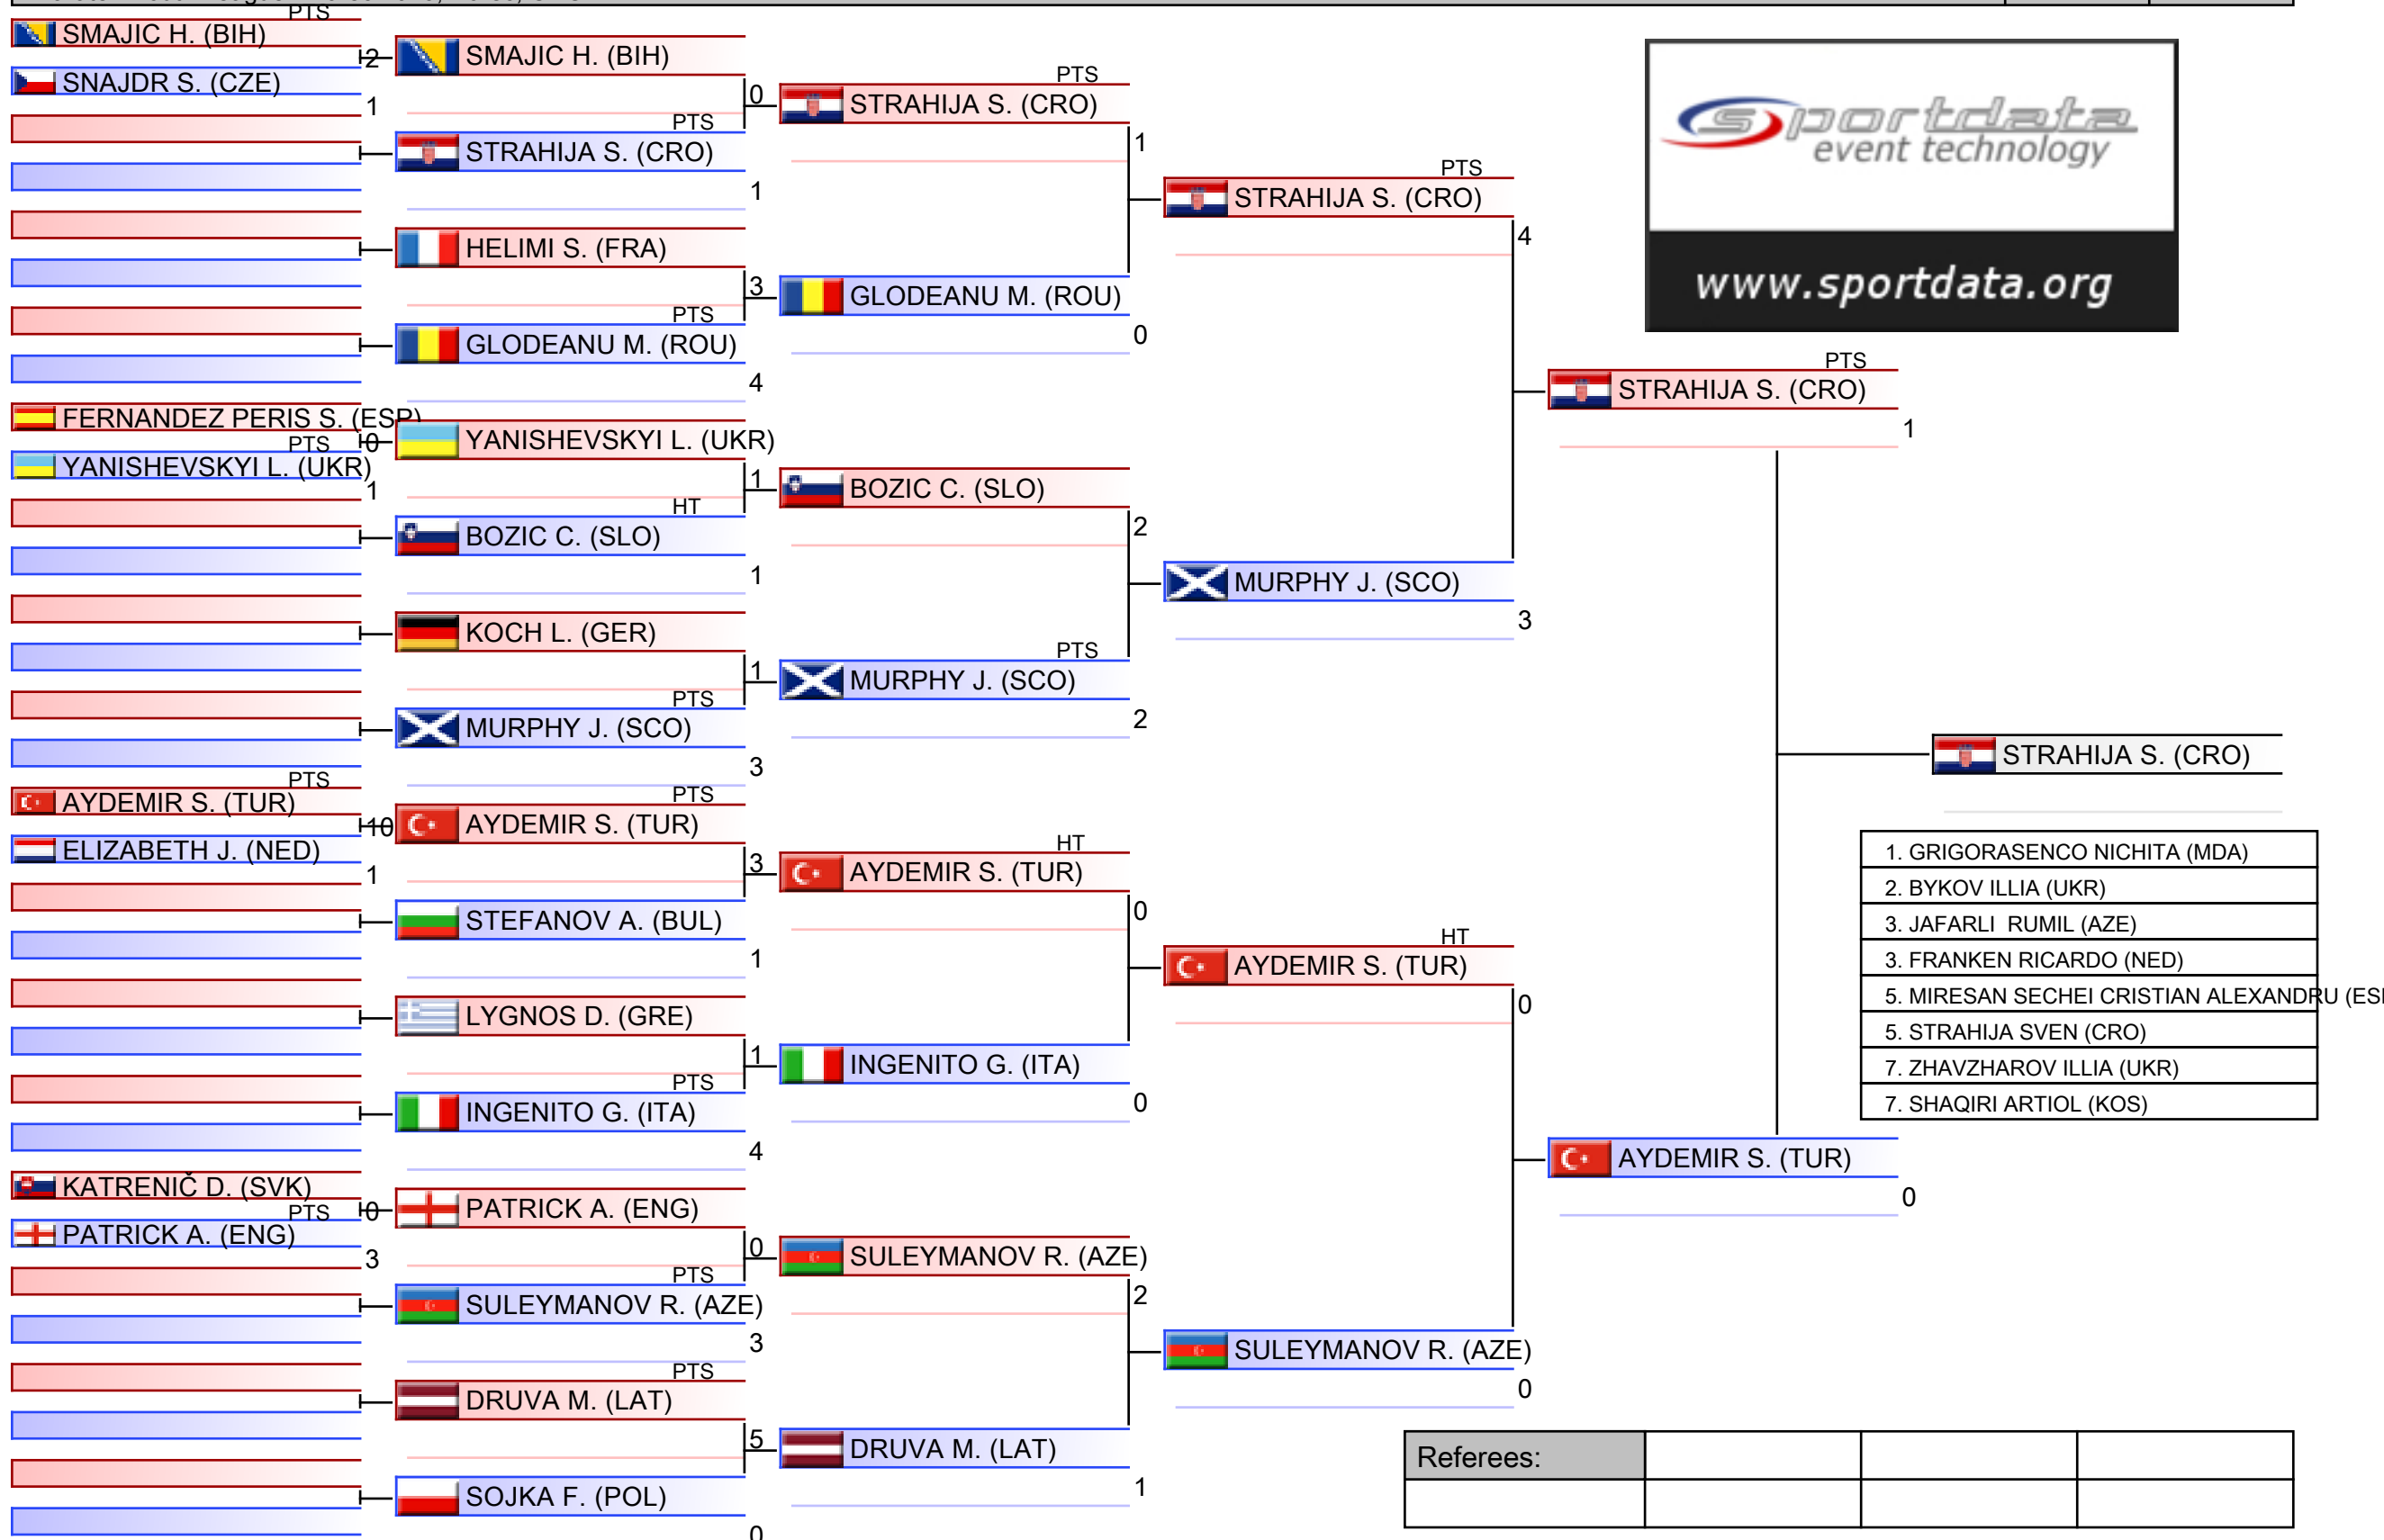 PTS
SMAJIC H. (BIH)
2
SNAJDR S. (CZE)
1
FERNANDEZ PERIS S. (ESP)
PTS
0
YANISHEVSKYI L. (UKR)
1
PTS
AYDEMIR S. (TUR)
10
ELIZABETH J. (NED)
1
KATRENIČ D. (SVK)
PTS
0
PATRICK A. (ENG)
3
SMAJIC H. (BIH)
0
PTS
STRAHIJA S. (CRO)
1
HELIMI S. (FRA)
3
PTS
GLODEANU M. (ROU)
4
YANISHEVSKYI L. (UKR)
1
HT
BOZIC C. (SLO)
1
KOCH L. (GER)
1
PTS
MURPHY J. (SCO)
3
PTS
AYDEMIR S. (TUR)
3
STEFANOV A. (BUL)
1
LYGNOS D. (GRE)
1
PTS
INGENITO G. (ITA)
4
PATRICK A. (ENG)
0
PTS
SULEYMANOV R. (AZE)
3
PTS
DRUVA M. (LAT)
5
SOJKA F. (POL)
0
PTS
STRAHIJA S. (CRO)
1
GLODEANU M. (ROU)
0
BOZIC C. (SLO)
2
PTS
MURPHY J. (SCO)
2
HT
AYDEMIR S. (TUR)
0
INGENITO G. (ITA)
0
SULEYMANOV R. (AZE)
2
DRUVA M. (LAT)
1
PTS
STRAHIJA S. (CRO)
4
MURPHY J. (SCO)
3
HT
AYDEMIR S. (TUR)
0
SULEYMANOV R. (AZE)
0
PTS
STRAHIJA S. (CRO)
1
AYDEMIR S. (TUR)
0
STRAHIJA S. (CRO)
sportdata
event technology
www.sportdata.org
1. GRIGORASENCO NICHITA (MDA)
2. BYKOV ILLIA (UKR)
3. JAFARLI RUMIL (AZE)
3. FRANKEN RICARDO (NED)
5. MIRESAN SECHEI CRISTIAN ALEXANDRU
5. STRAHIJA SVEN (CRO)
7. ZHAVZHAROV ILLIA (UKR)
7. SHAQIRI ARTIOL (KOS)
Referees: